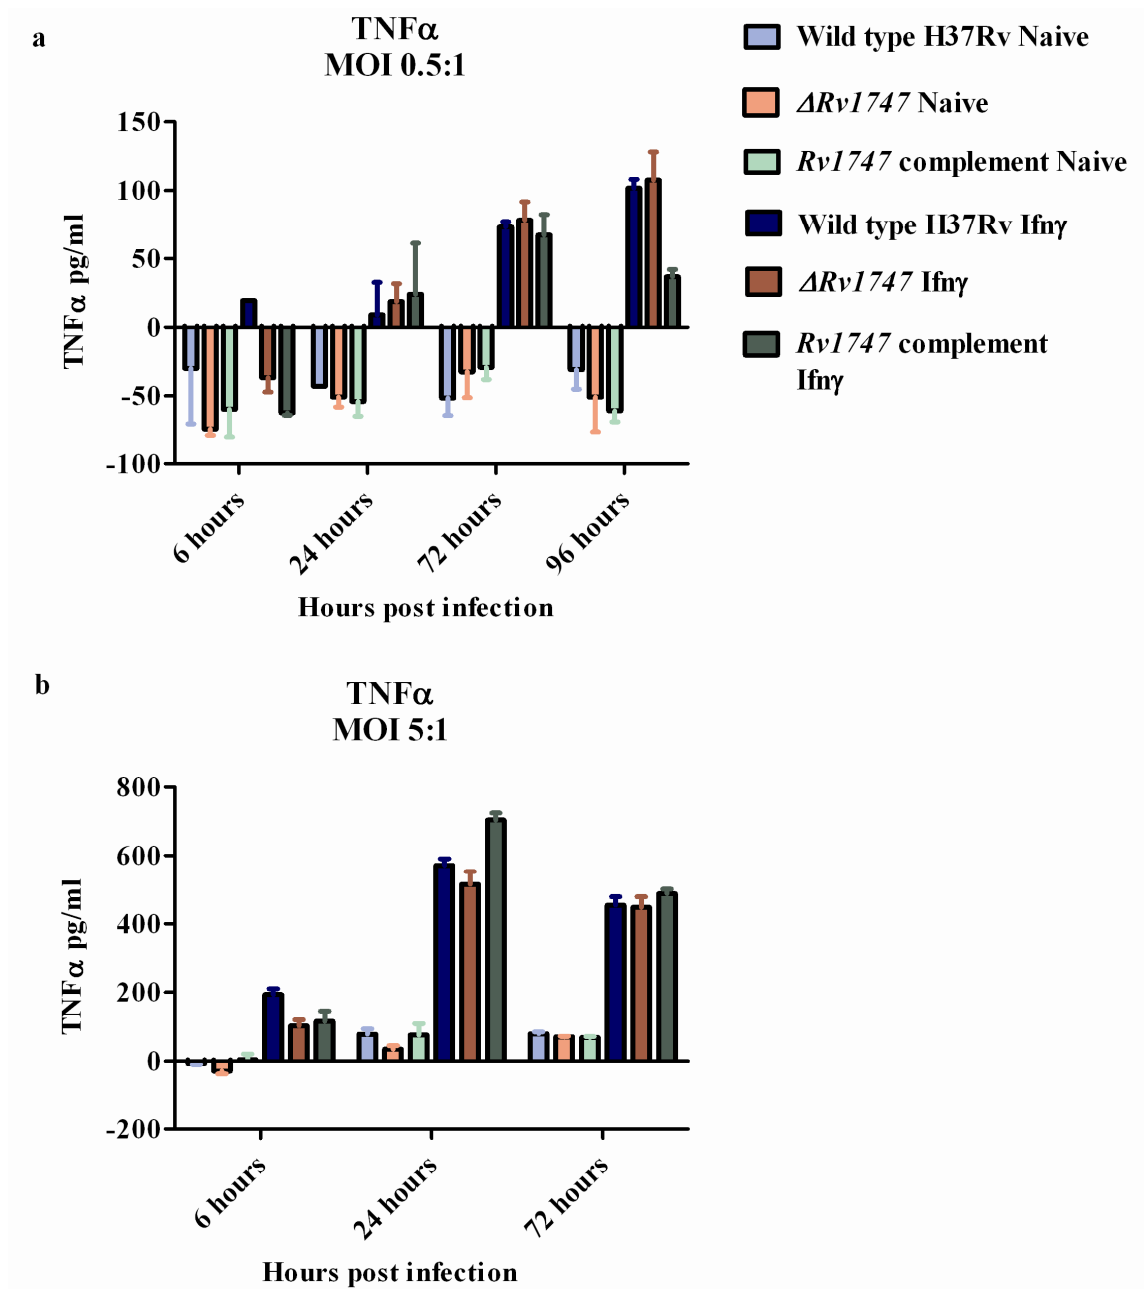 a
TNFα
MOI 0.5:1
150
100
50
0
-50
-100
TNFα pg/ml
6 hours
24 hours
72 hours
96 hours
Hours post infection
Wild type H37Rv Naive
ΔRv1747 Naive
Rv1747 complement Naive
Wild type H37Rv Ifnγ
ΔRv1747 Ifnγ
Rv1747 complement
Ifnγ
b
TNFα
MOI 5:1
800
600
400
200
0
-200
TNFα pg/ml
6 hours
24 hours
72 hours
Hours post infection